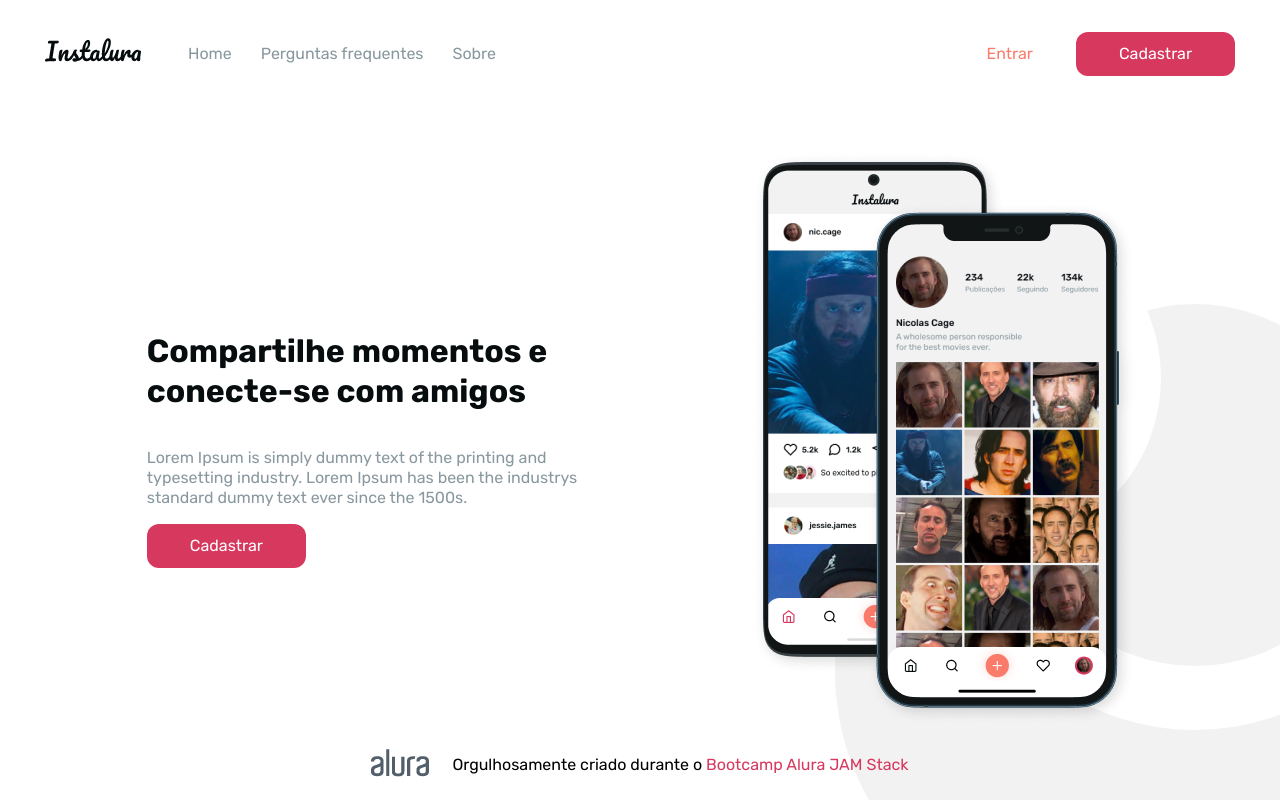 Instalura
Home
Perguntas frequentes
Sobre
Entrar
Cadastrar
Compartilhe momentos e
conecte-se com amigos
Lorem Ipsum is simply dummy text of the printing and
typesetting industry. Lorem Ipsum has been the industrys
standard dummy text ever since the 1500s.
Cadastrar
Instalura
nic.cage
5.2k
1.2k
So excited to p
jessie.james
234
Publicações
22k
Seguindo
134k
Seguidores
Nicolas Cage
A wholesome person responsible
for the best movies ever.
alura
Orgulhosamente criado durante o Bootcamp Alura JAM Stack